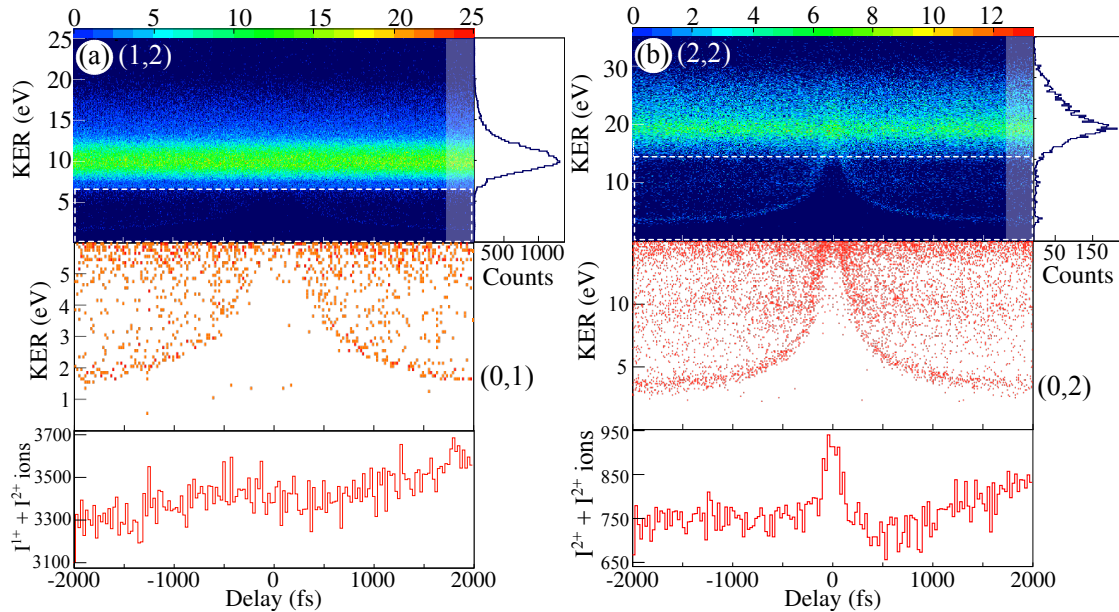 0 5 10 15 20 25
(a) (1,2)
KER (eV)
25
20
15
10
5
500 1000
Counts
KER (eV)
5
4
3
2
1
(0,1)
I¹⁺ + I²⁺ ions
3700
3500
3300
3100
-2000 -1000 0 1000 2000
Delay (fs)
0 2 4 6 8 10 12
(b) (2,2)
KER (eV)
30
20
10
50 150
Counts
KER (eV)
10
5
(0,2)
I²⁺ + I²⁺ ions
950
850
750
650
-2000 -1000 0 1000 2000
Delay (fs)